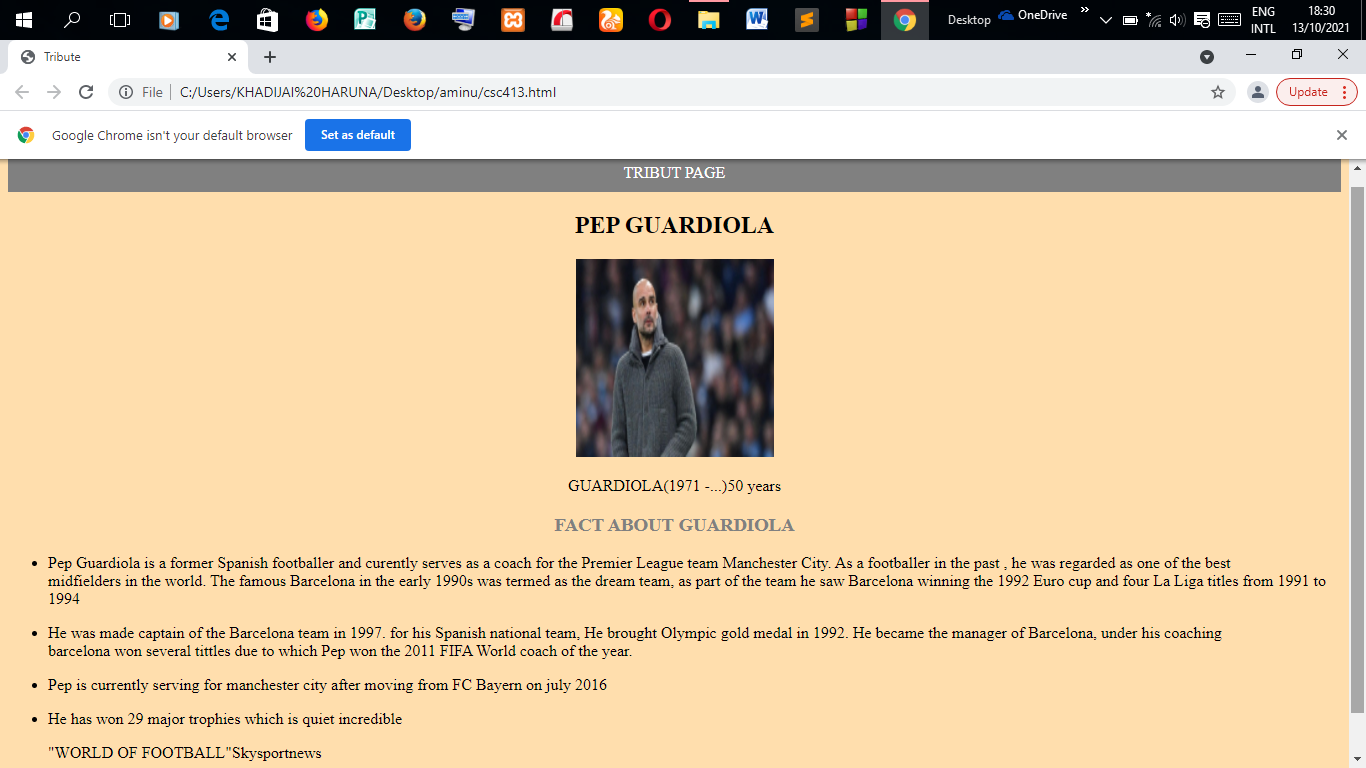 Desktop
OneDrive
ENG
INTL
18:30
13/10/2021
Tribute
File
C:/Users/KHADIJAI%20HARUNA/Desktop/aminu/csc413.html
Update
Google Chrome isn't your default browser
Set as default
TRIBUT PAGE
PEP GUARDIOLA
GUARDIOLA(1971 -...)50 years
FACT ABOUT GUARDIOLA
• Pep Guardiola is a former Spanish footballer and curently serves as a coach for the Premier League team Manchester City. As a footballer in the past , he was regarded as one of the best
midfielders in the world. The famous Barcelona in the early 1990s was termed as the dream team, as part of the team he saw Barcelona winning the 1992 Euro cup and four La Liga titles from 1991 to
1994
• He was made captain of the Barcelona team in 1997. for his Spanish national team, He brought Olympic gold medal in 1992. He became the manager of Barcelona, under his coaching
barcelona won several tittles due to which Pep won the 2011 FIFA World coach of the year.
• Pep is currently serving for manchester city after moving from FC Bayern on july 2016
• He has won 29 major trophies which is quiet incredible
"WORLD OF FOOTBALL"Skysportnews